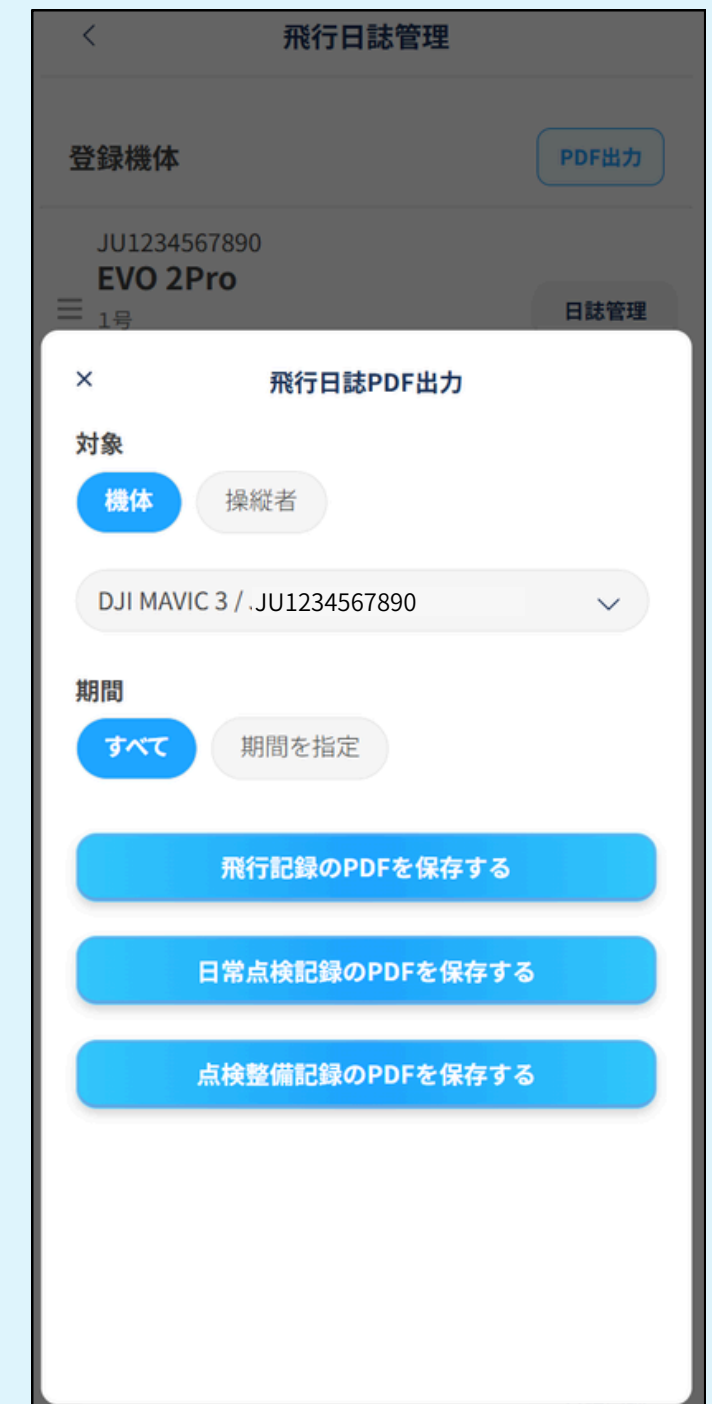 飛行日誌管理
登録機体
PDF出力
JU1234567890
EVO 2Pro
1号
日誌管理
飛行日誌PDF出力
対象
機体
操縦者
DJI MAVIC 3 / JU1234567890
期間
すべて
期間を指定
飛行記録のPDFを保存する
日常点検記録のPDFを保存する
点検整備記録のPDFを保存する